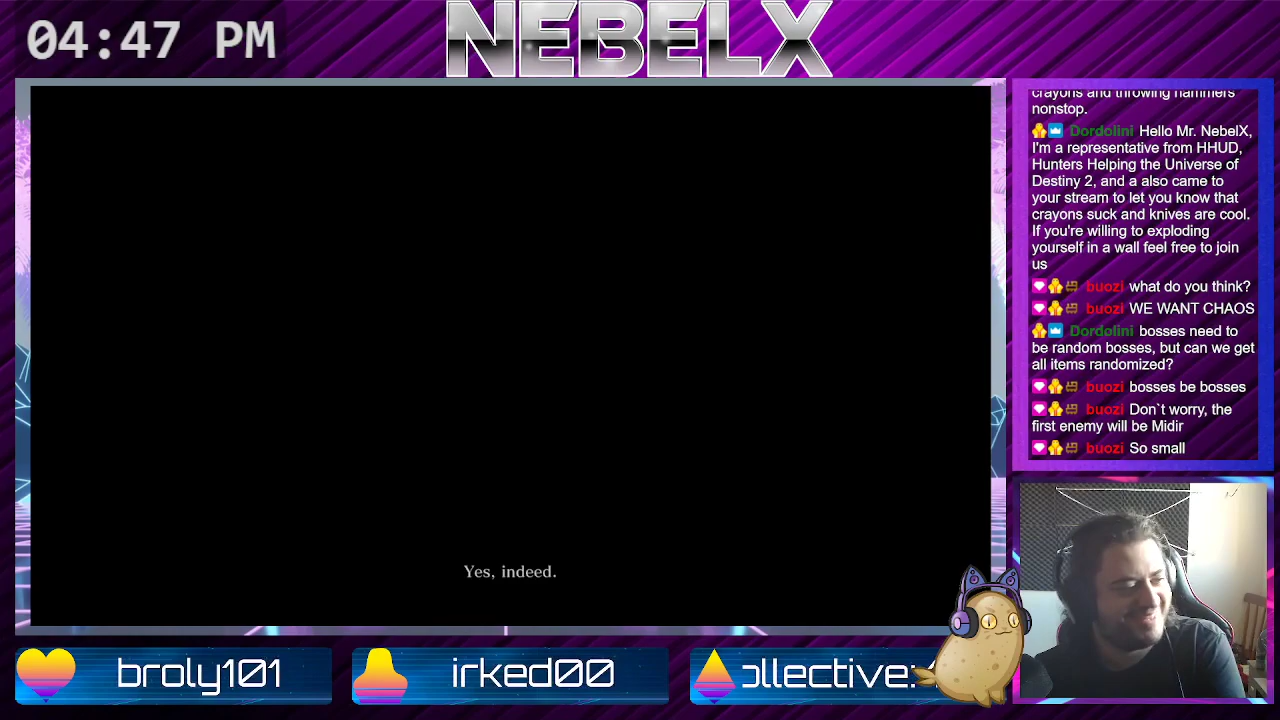 04:47 PM
NEBELX
crayons and throwing hammers
nonstop.
Dordolini Hello Mr. NebelX,
I'm a representative from HHUD,
Hunters Helping the Universe of
Destiny 2, and a also came to
your stream to let you know that
crayons suck and knives are cool.
If you're willing to exploding
yourself in a wall feel free to join
us
buozi what do you think?
buozi WE WANT CHAOS
Dordolini bosses need to
be random bosses, but can we get
all items randomized?
buozi bosses be bosses
buozi Don`t worry, the
first enemy will be Midir
buozi So small
Yes, indeed.
broly101
irked00
ollective: